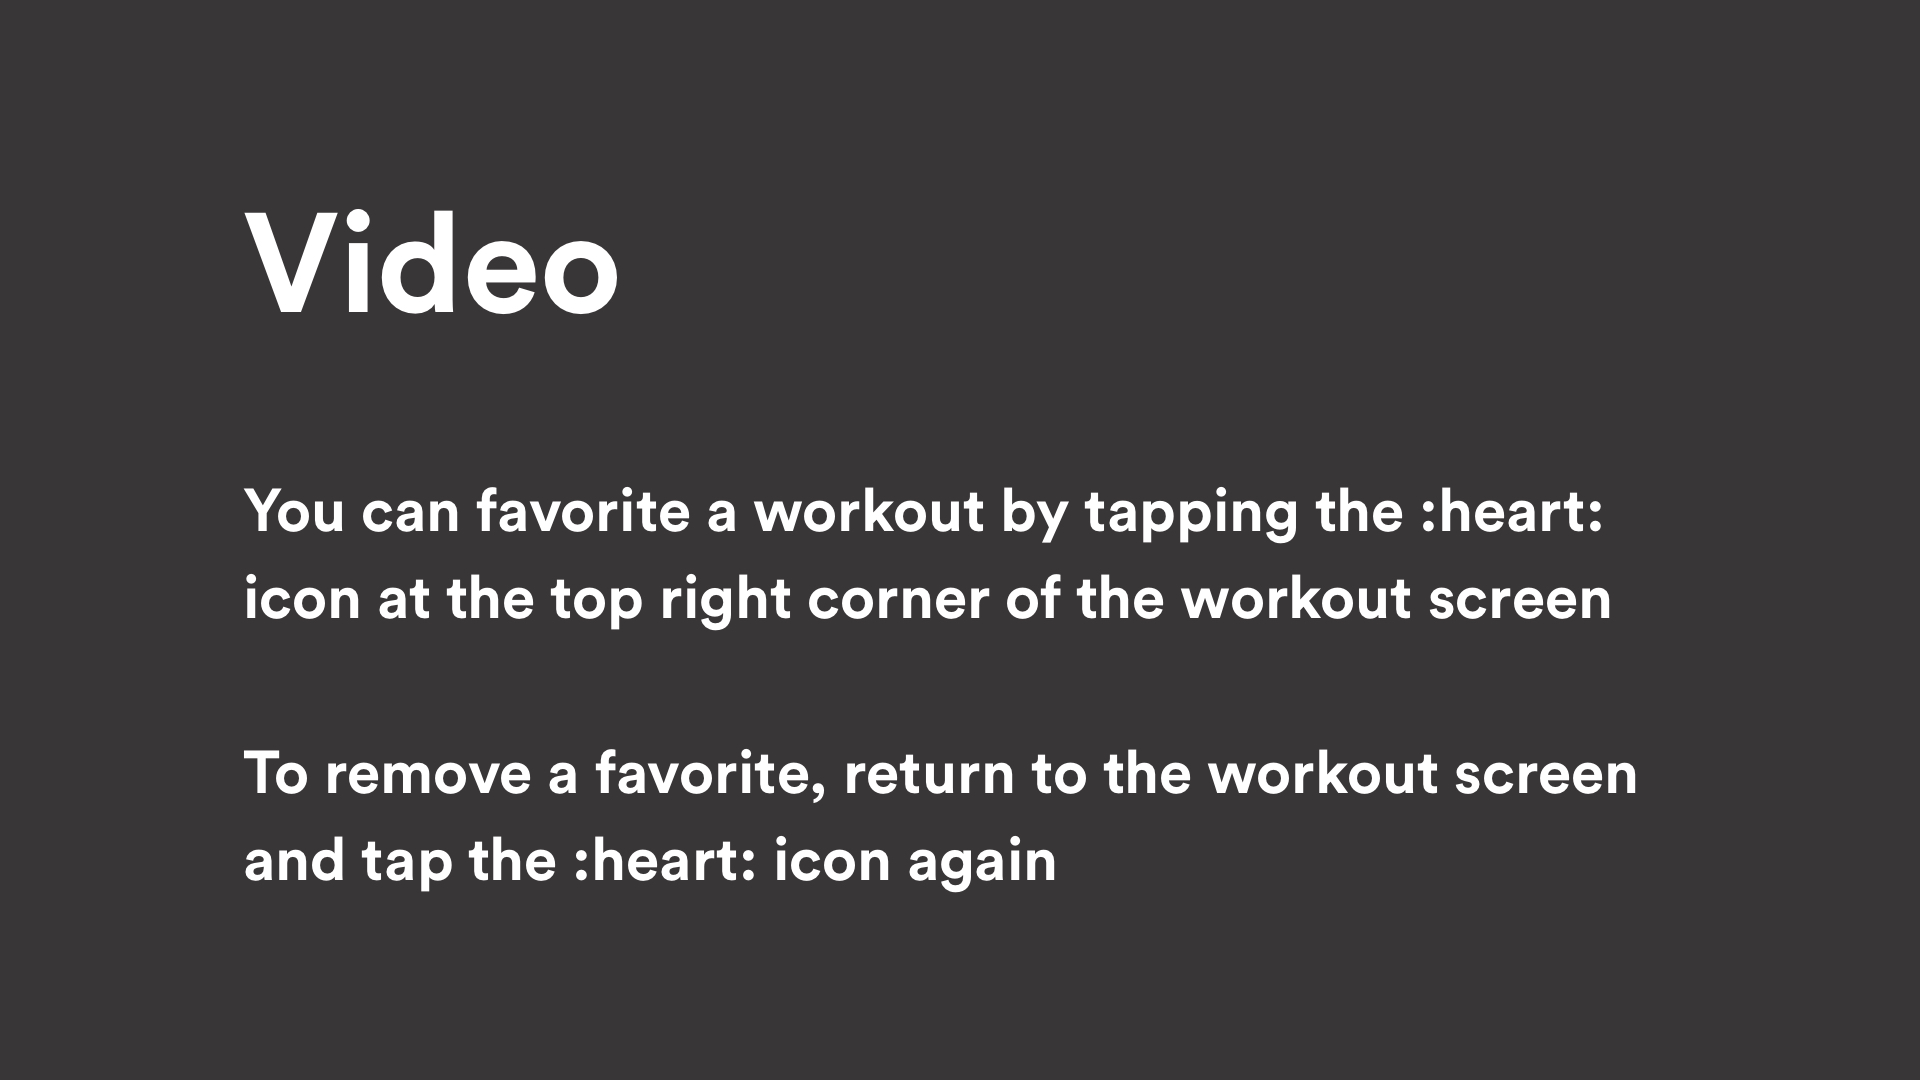 Video
You can favorite a workout by tapping the :heart:
icon at the top right corner of the workout screen
To remove a favorite, return to the workout screen
and tap the :heart: icon again